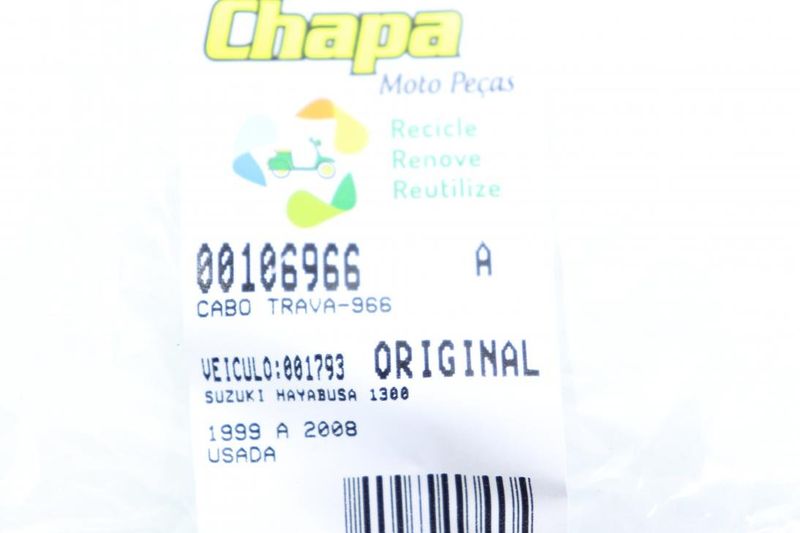 Chapa
Moto Peças
Recicle
Renove
Reutilize
00106966 A
CABO TRAVA-966
VEICULO:001793 ORIGINAL
SUZUKI HAYABUSA 1300
1999 A 2008
USADA